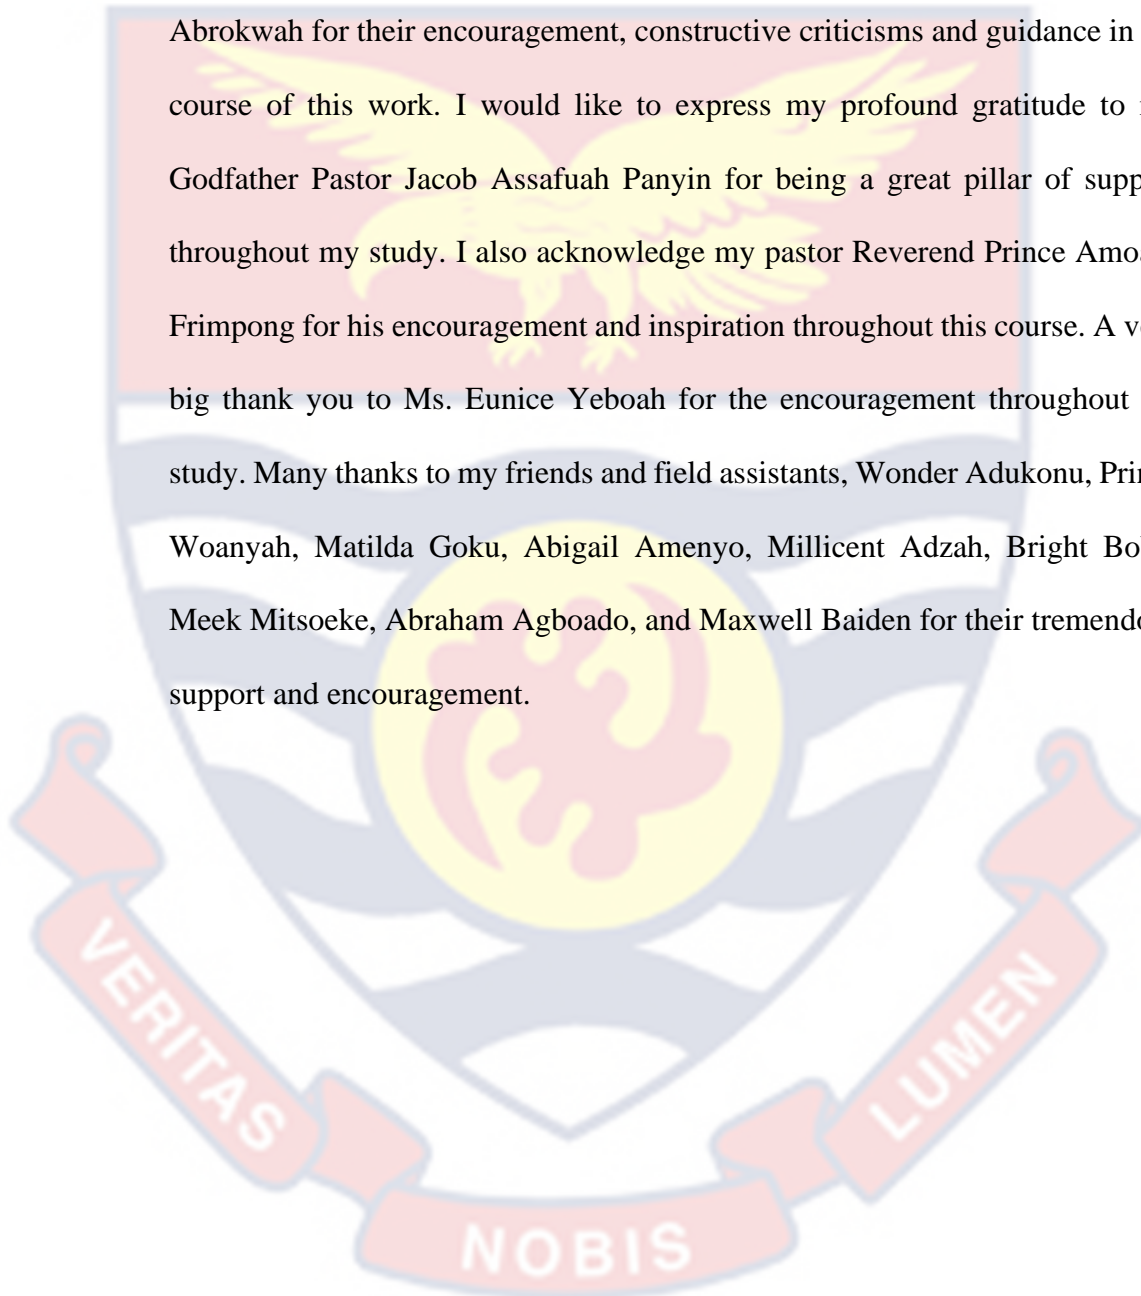 Abrokwah for their encouragement, constructive criticisms and guidance in
course of this work. I would like to express my profound gratitude to
Godfather Pastor Jacob Assafuah Panyin for being a great pillar of
throughout my study. I also acknowledge my pastor Reverend Prince
Frimpong for his encouragement and inspiration throughout this course. A
big thank you to Ms. Eunice Yeboah for the encouragement throughout
study. Many thanks to my friends and field assistants, Wonder Adukonu,
Woanyah, Matilda Goku, Abigail Amenyo, Millicent Adzah, Bright
Meek Mitsoeke, Abraham Agboado, and Maxwell Baiden for their
support and encouragement.
VERITAS
NOBIS
LUMEN